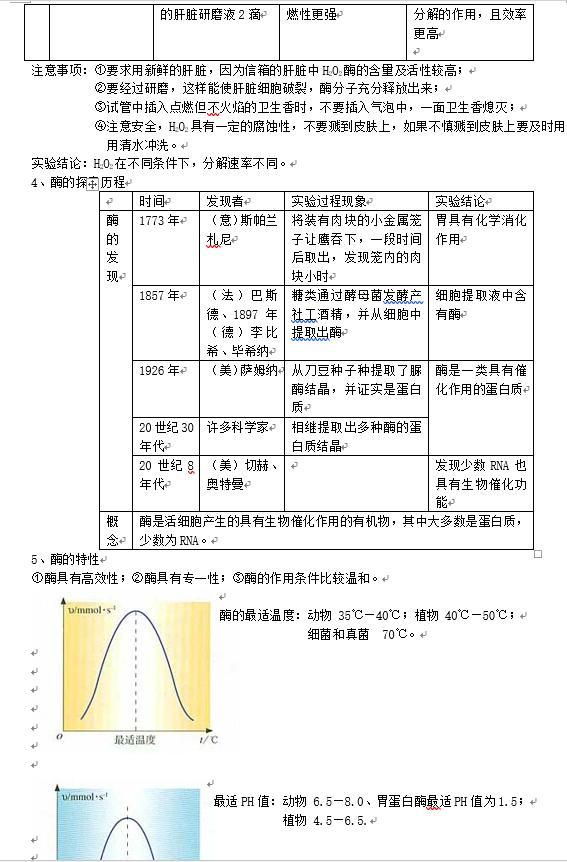 的肝脏研磨液 2 滴
燃性更强
分解的作用，且效率更高
注意事项：①要求用新鲜的肝脏，因为信箱的肝脏中 H₂O₂酶的含量及活性较高；
②要经过研磨，这样能使肝脏细胞破裂，酶分子充分释放出来；
③试管中插入点燃但不火焰的卫生香时，不要插入气泡中，一面卫生香熄灭；
④注意安全，H₂O₂ 具有一定的腐蚀性，不要溅到皮肤上，如果不慎溅到皮肤上要及时用
用清水冲洗。
实验结论：H₂O₂在不同条件下，分解速率不同。
4、酶的探究历程
时间 发现者 实验过程现象 实验结论
酶的发现
1773 年
（意）斯帕兰札尼
将装有肉块的小金属笼子让鹰吞下，一段时间后取出，发现笼内的肉块小时
胃具有化学消化作用
1857 年
（法）巴斯德、1897 年（德）李比希、毕希纳
糖类通过酵母菌发酵产社工酒精，并从细胞中提取出酶
细胞提取液中含有酶
1926 年
（美）萨姆纳
从刀豆种子种提取了脲酶结晶，并证实是蛋白质
酶是一类具有催化作用的蛋白质
20 世纪 30 年代
许多科学家
相继提取出多种酶的蛋白质结晶
20 世纪 8 年代
（美）切赫、奥特曼
发现少数 RNA 也具有生物催化功能
概念
酶是活细胞产生的具有生物催化作用的有机物，其中大多数是蛋白质，
少数为 RNA。
5、酶的特性
①酶具有高效性；②酶具有专一性；③酶的作用条件比较温和。
υ/mmol·s⁻¹
酶的最适温度：动物 35℃—40℃；植物 40℃—50℃；
细菌和真菌 70℃。
O 最适温度 t/℃
υ/mmol·s⁻¹
最适 PH 值：动物 6.5—8.0、胃蛋白酶最适 PH 值为 1.5；
植物 4.5—6.5.